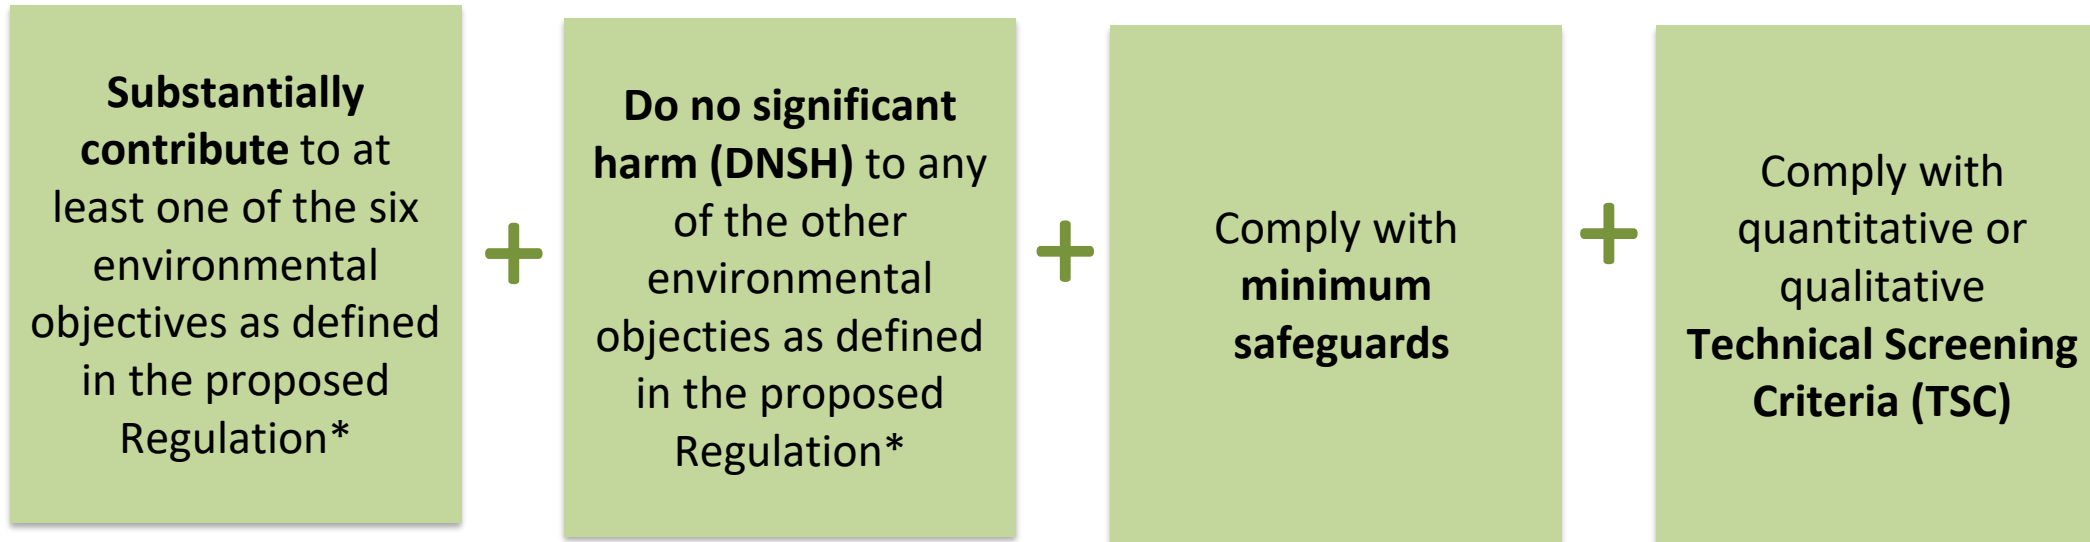 Substantially
contribute to at
least one of the six
environmental
objectives as defined
in the proposed
Regulation*
+
Do no significant
harm (DNSH) to any
of the other
environmental
objecties as defined
in the proposed
Regulation*
+
Comply with
minimum
safeguards
+
Comply with
quantitative or
qualitative
Technical Screening
Criteria (TSC)